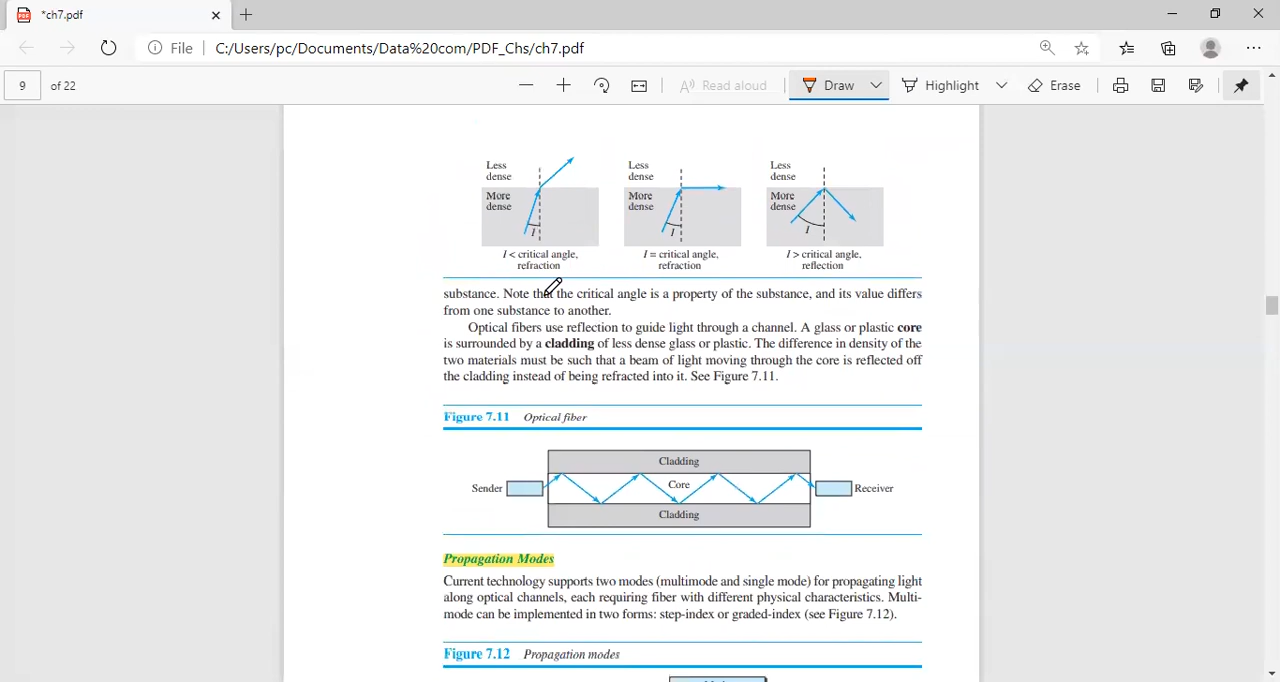 *ch7.pdf
File
C:/Users/pc/Documents/Data%20com/PDF_Chs/ch7.pdf
9 of 22
Read aloud
Draw
Highlight
Erase
Less dense
More dense
I
I < critical angle,
refraction
Less dense
More dense
I
I = critical angle,
refraction
Less dense
More dense
I
I > critical angle,
reflection
substance. Note that the critical angle is a property of the substance, and its value differs
from one substance to another.
Optical fibers use reflection to guide light through a channel. A glass or plastic core
is surrounded by a cladding of less dense glass or plastic. The difference in density of the
two materials must be such that a beam of light moving through the core is reflected off
the cladding instead of being refracted into it. See Figure 7.11.
Figure 7.11 Optical fiber
Cladding
Sender
Core
Receiver
Cladding
Propagation Modes
Current technology supports two modes (multimode and single mode) for propagating light
along optical channels, each requiring fiber with different physical characteristics. Multi-
mode can be implemented in two forms: step-index or graded-index (see Figure 7.12).
Figure 7.12 Propagation modes